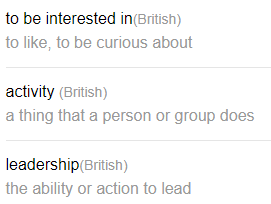 to be interested in(British)
to like, to be curious about
activity (British)
a thing that a person or group does
leadership(British)
the ability or action to lead